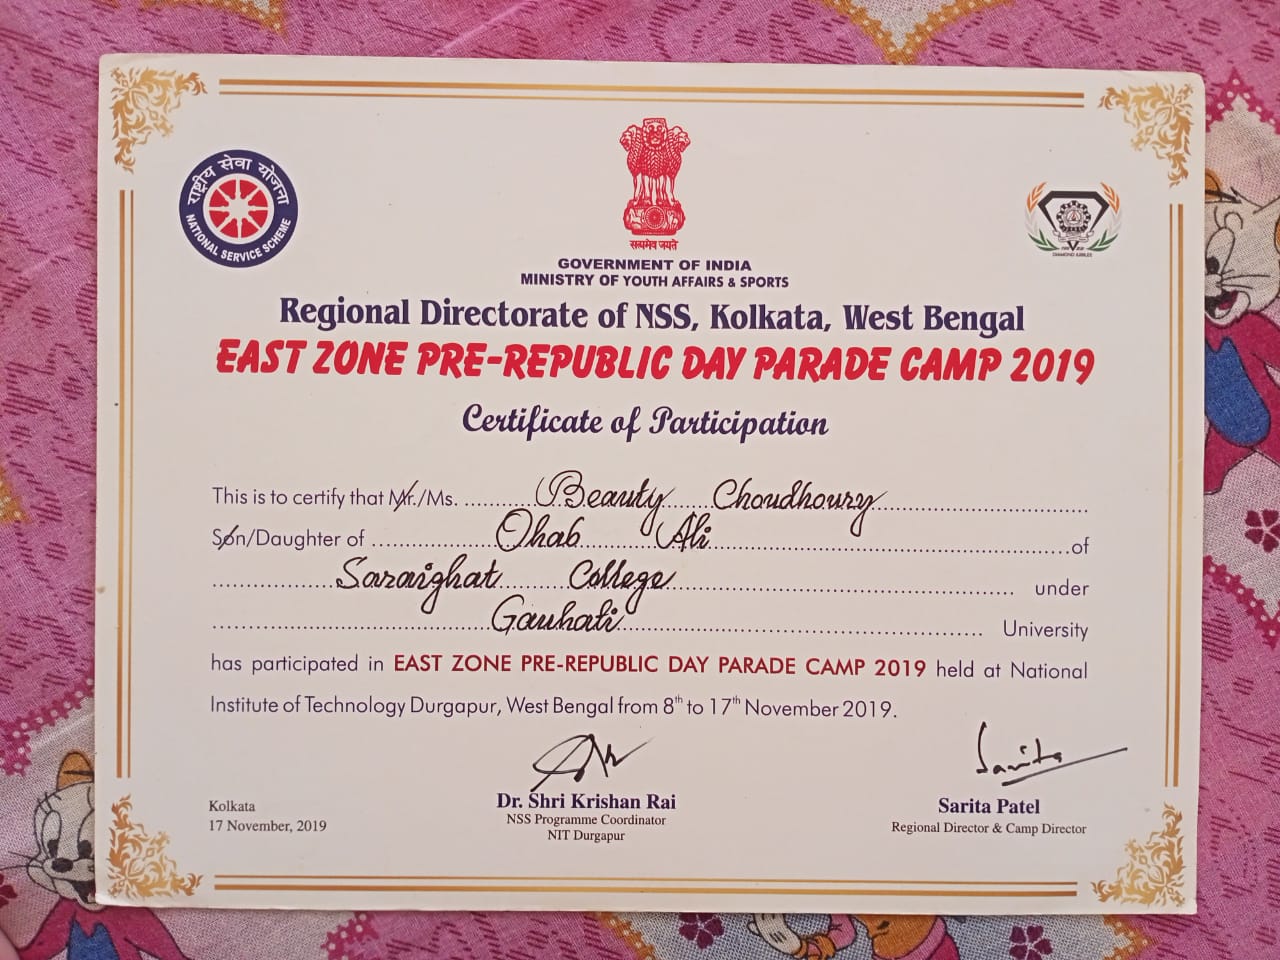 राष्ट्रीय सेवा योजना
NATIONAL SERVICE SCHEME
सत्यमेव जयते
DIAMOND JUBILEE
GOVERNMENT OF INDIA
MINISTRY OF YOUTH AFFAIRS & SPORTS
Regional Directorate of NSS, Kolkata, West Bengal
EAST ZONE PRE-REPUBLIC DAY PARADE CAMP 2019
Certificate of Participation
This is to certify that Mr./Ms. Beauty Choudhoury
Son/Daughter of Ohab Ali of
Saraighat College under
Gauhati University
has participated in EAST ZONE PRE-REPUBLIC DAY PARADE CAMP 2019 held at National
Institute of Technology Durgapur, West Bengal from 8th to 17th November 2019.
Sarita
Kolkata
17 November, 2019
Dr. Shri Krishan Rai
NSS Programme Coordinator
NIT Durgapur
Sarita Patel
Regional Director & Camp Director